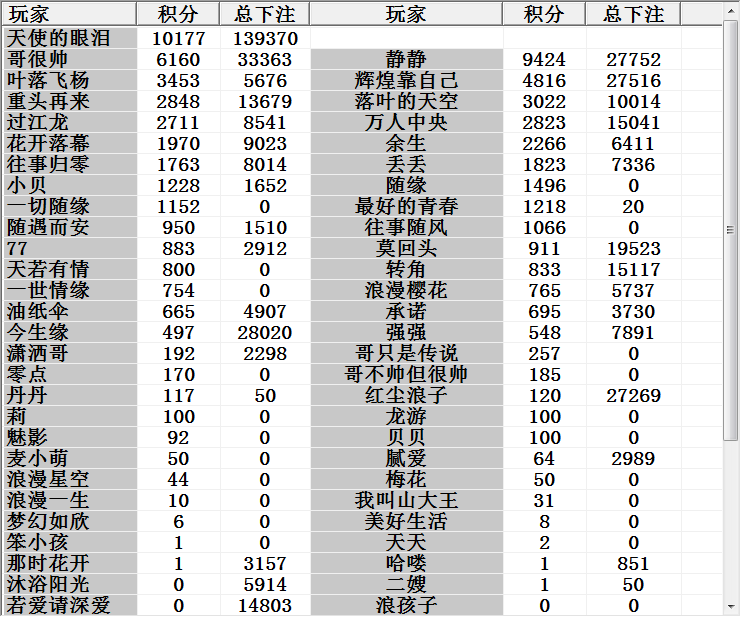 玩家 积分 总下注 玩家 积分 总下注
天使的眼泪 10177 139370
哥很帅 6160 33363 静静 9424 27752
叶落飞杨 3453 5676 辉煌靠自己 4816 27516
重头再来 2848 13679 落叶的天空 3022 10014
过江龙 2711 8541 万人中央 2823 15041
花开落幕 1970 9023 余生 2266 6411
往事归零 1763 8014 丢丢 1823 7336
小贝 1228 1652 随缘 1496 0
一切随缘 1152 0 最好的青春 1218 20
随遇而安 950 1510 往事随风 1066 0
77 883 2912 莫回头 911 19523
天若有情 800 0 转角 833 15117
一世情缘 754 0 浪漫樱花 765 5737
油纸伞 665 4907 承诺 695 3730
今生缘 497 28020 强强 548 7891
潇洒哥 192 2298 哥只是传说 257 0
零点 170 0 哥不帅但很帅 185 0
丹丹 117 50 红尘浪子 120 27269
莉 100 0 龙游 100 0
魅影 92 0 贝贝 100 0
麦小萌 50 0 腻爱 64 2989
浪漫星空 44 0 梅花 50 0
浪漫一生 10 0 我叫山大王 31 0
梦幻如欣 6 0 美好生活 8 0
笨小孩 1 0 天天 2 0
那时花开 1 3157 哈喽 1 851
沐浴阳光 0 5914 二嫂 1 50
若爱请深爱 0 14803 浪孩子 0 0